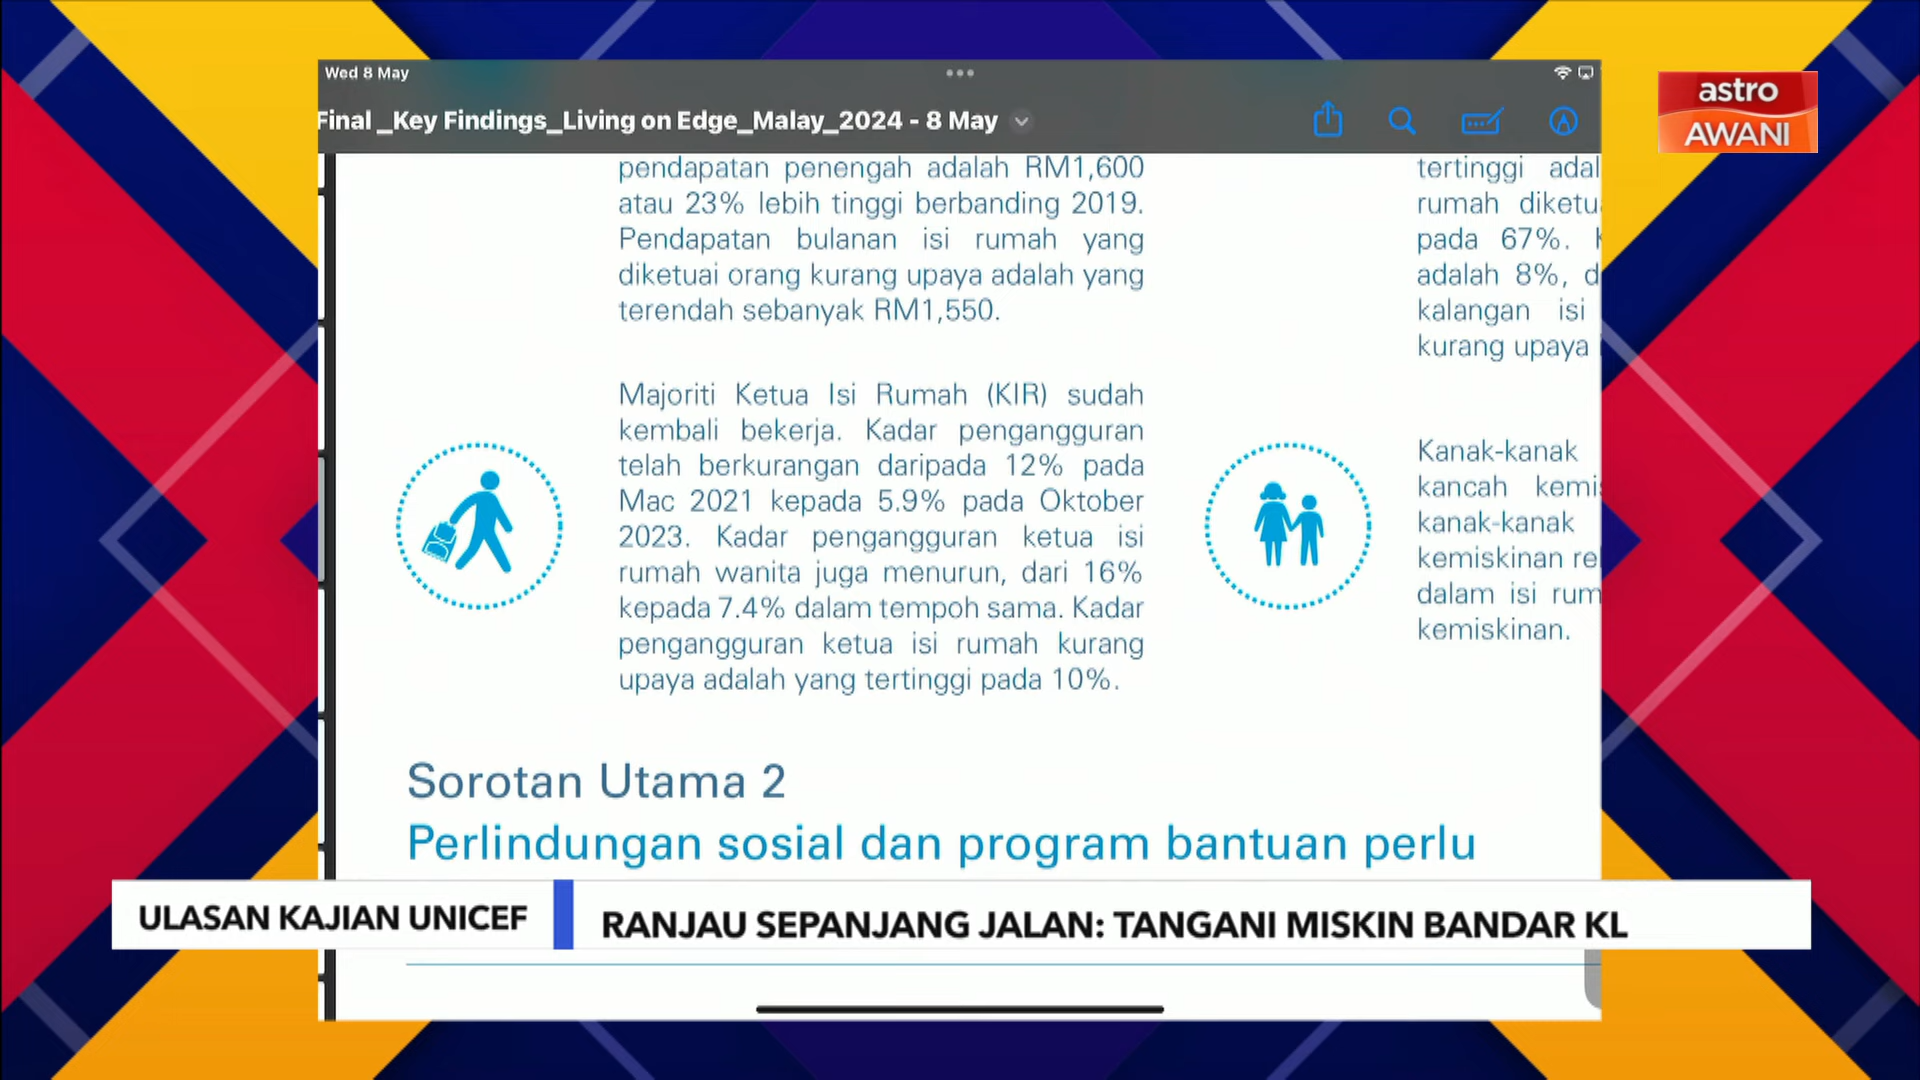 Wed 8 May
Final _Key Findings_Living on Edge_Malay_2024 - 8 May
astro
AWANI
pendapatan penengah adalah RM1,600
atau 23% lebih tinggi berbanding 2019.
Pendapatan bulanan isi rumah yang
diketuai orang kurang upaya adalah yang
terendah sebanyak RM1,550.
Majoriti Ketua Isi Rumah (KIR) sudah
kembali bekerja. Kadar pengangguran
telah berkurangan daripada 12% pada
Mac 2021 kepada 5.9% pada Oktober
2023. Kadar pengangguran ketua isi
rumah wanita juga menurun, dari 16%
kepada 7.4% dalam tempoh sama. Kadar
pengangguran ketua isi rumah kurang
upaya adalah yang tertinggi pada 10%.
tertinggi
rumah
pada 67%.
adalah 8%,
kalangan isi
kurang upaya
Kanak-kanak
kancah
kanak-kanak
kemiskinan
dalam isi
kemiskinan.
Sorotan Utama 2
Perlindungan sosial dan program bantuan perlu
ULASAN KAJIAN UNICEF
RANJAU SEPANJANG JALAN: TANGANI MISKIN BANDAR KL